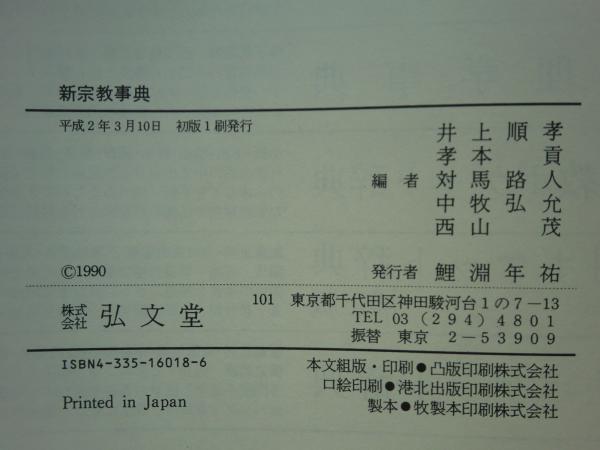 新宗教事典
平成2年3月10日 初版1刷発行
井上順孝
孝本 貢
編者 対馬路人
中牧弘允
西山 茂
©1990
発行者 鯉淵年祐
株式会社 弘文堂
101 東京都千代田区神田駿河台1の7－13
TEL 03（294）4801
振替 東京 2－53909
ISBN4-335-16018-6
Printed in Japan
本文組版・印刷●凸版印刷株式会社
口絵印刷●港北出版印刷株式会社
製本●牧製本印刷株式会社